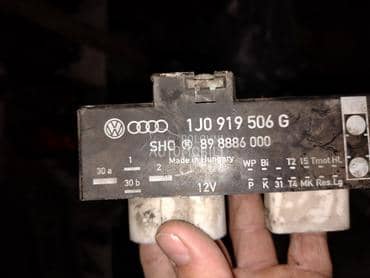 1J0 919 506 G
SHO 89 8886 000
Made in Hungary
WP Bi T2 15 Tmot HL
1
30 a 2
30 b 12V P K 31 T4 MK Res. Lg